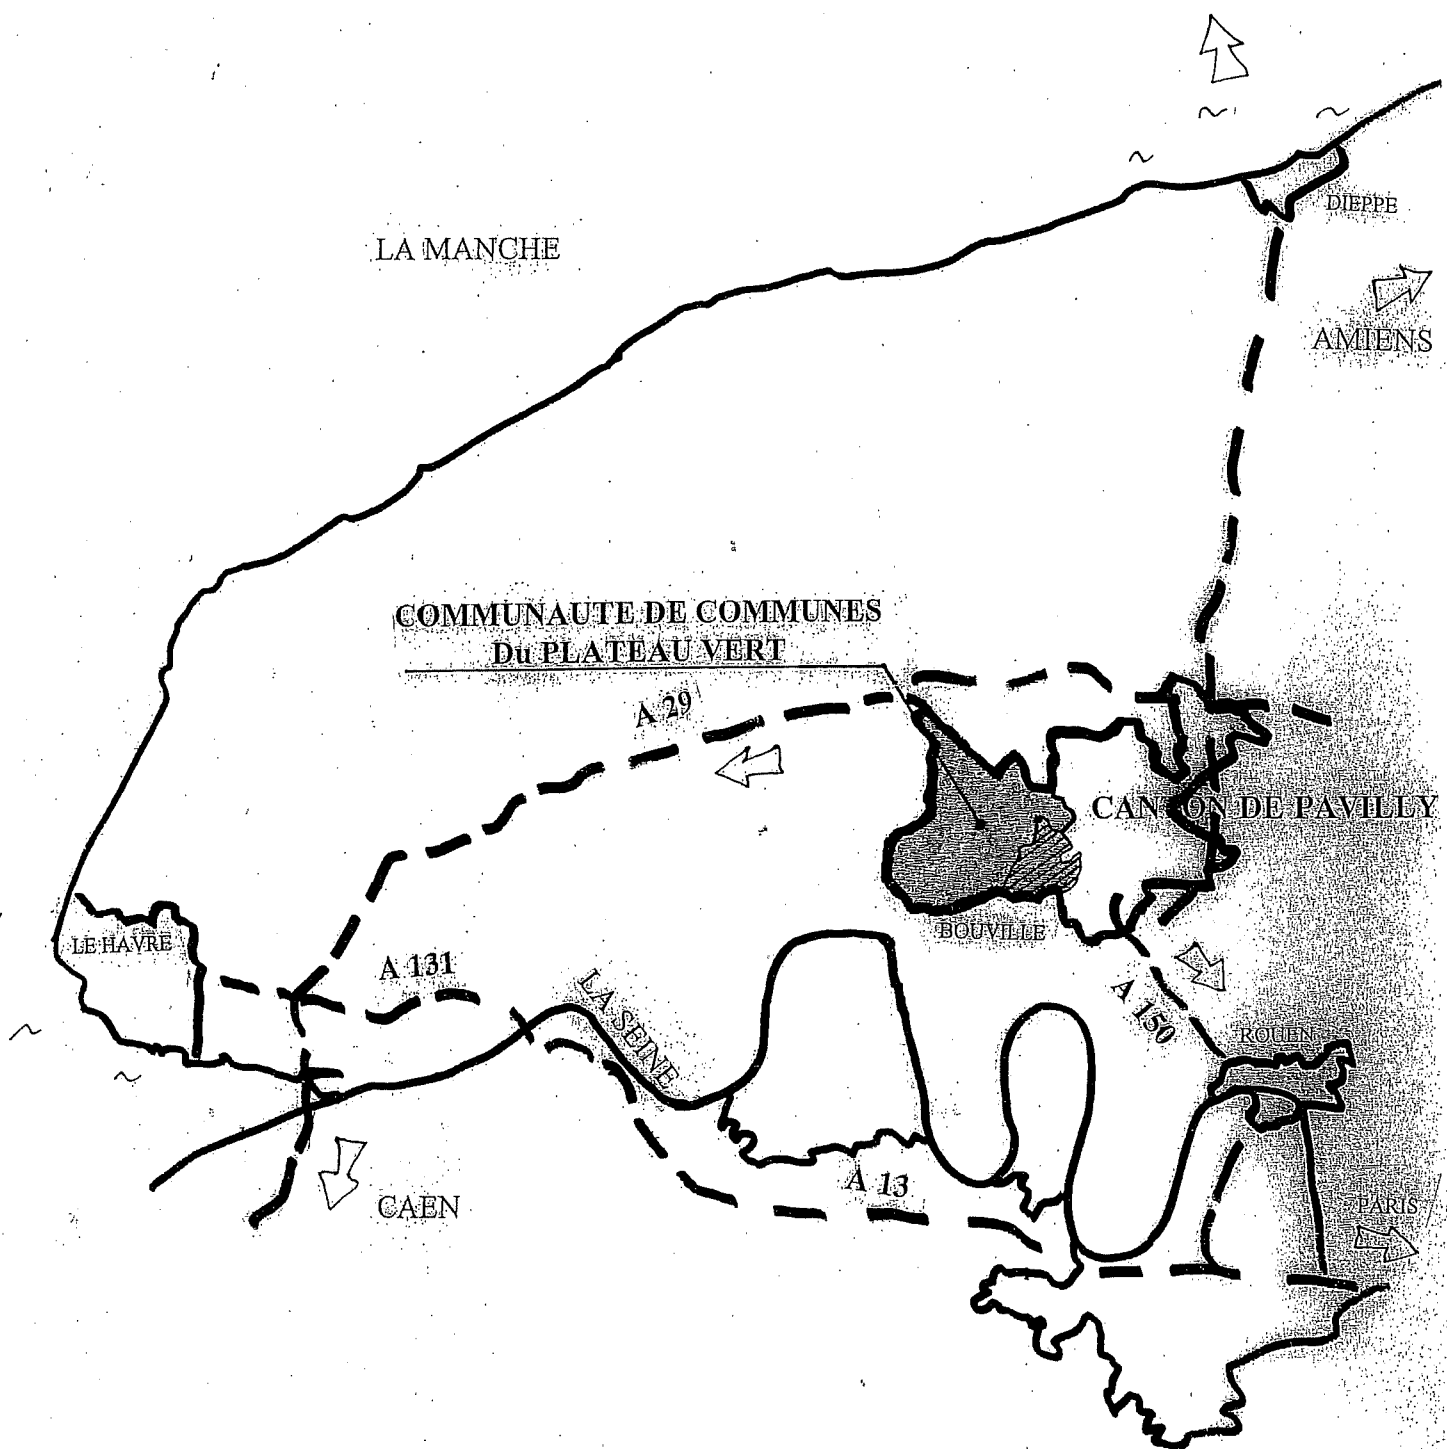 DIEPPE
LA MANCHE
AMIENS
COMMUNAUTE DE COMMUNES
Du PLATEAU VERT
A 29
CANTON DE PAVILLY
LE HAVRE
BOUVILLE
A 131
LA SEINE
A 150
ROUEN
A 13
CAEN
PARIS